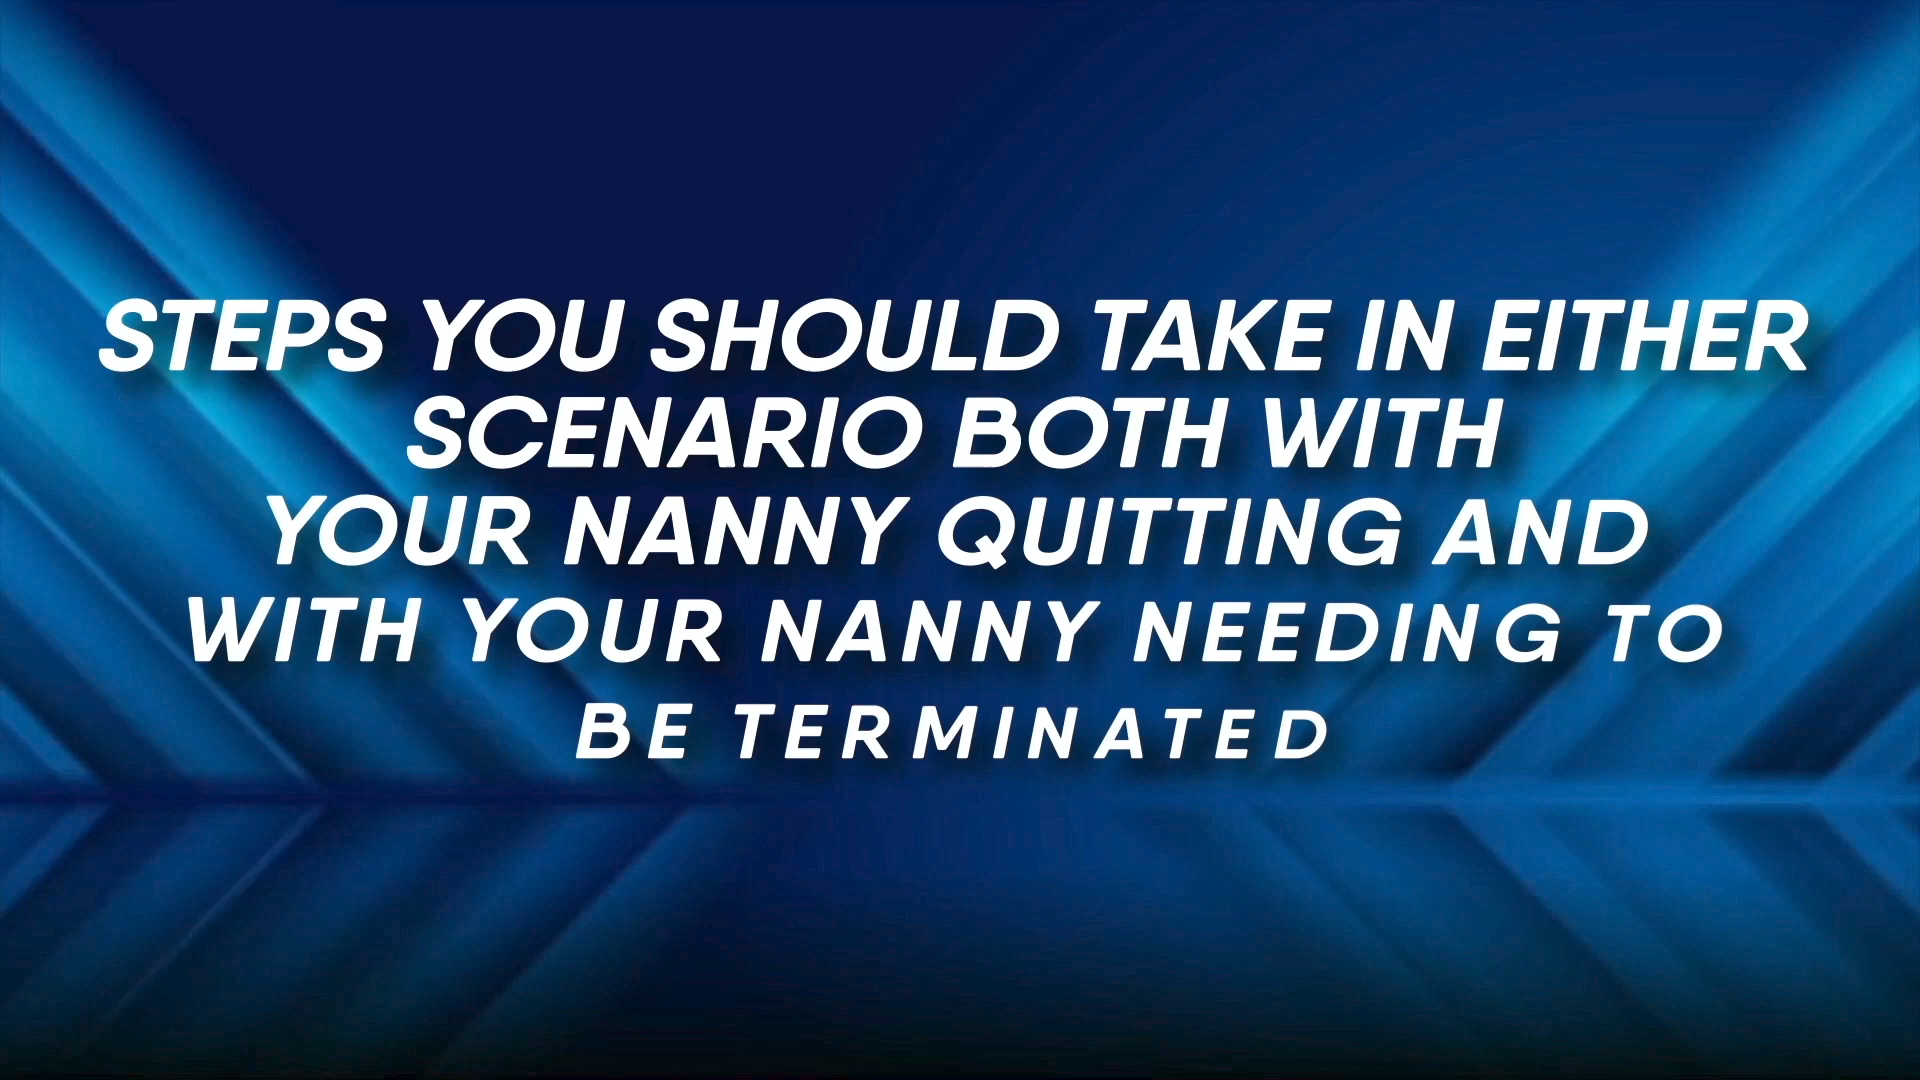 STEPS YOU SHOULD TAKE IN EITHER
SCENARIO BOTH WITH
YOUR NANNY QUITTING AND
WITH YOUR NANNY NEEDING TO
BE TERMINATED